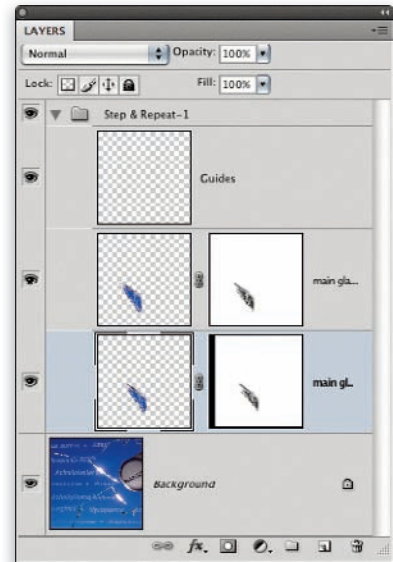 LAYERS
Normal Opacity: 100%
Lock: Fill: 100%
Step & Repeat-1
Guides
main gla...
main gl...
Background
fx.